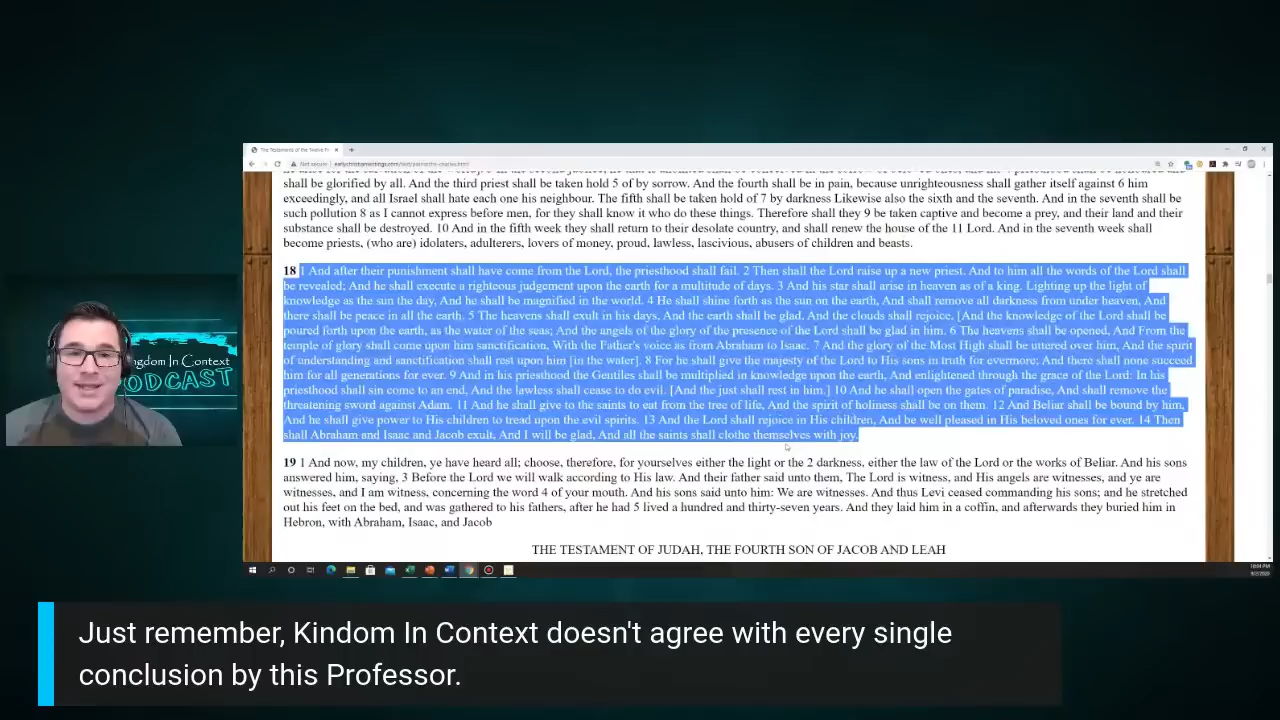 The Testaments of the Twelve P
Not secure | earlychristianwritings.com/text/patriarchs-charles.html
shall be glorified by all. And the third priest shall be taken hold 5 of by sorrow. And the fourth shall be in pain, because unrighteousness shall gather itself against 6 him
exceedingly, and all Israel shall hate each one his neighbour. The fifth shall be taken hold of 7 by darkness Likewise also the sixth and the seventh. And in the seventh shall be
such pollution 8 as I cannot express before men, for they shall know it who do these things. Therefore shall they 9 be taken captive and become a prey, and their land and their
substance shall be destroyed. 10 And in the fifth week they shall return to their desolate country, and shall renew the house of the 11 Lord. And in the seventh week shall
become priests, (who are) idolaters, adulterers, lovers of money, proud, lawless, lascivious, abusers of children and beasts.
18 1 And after their punishment shall have come from the Lord, the priesthood shall fail. 2 Then shall the Lord raise up a new priest. And to him all the words of the Lord shall
be revealed; And he shall execute a righteous judgement upon the earth for a multitude of days. 3 And his star shall arise in heaven as of a king. Lighting up the light of
knowledge as the sun the day, And he shall be magnified in the world. 4 He shall shine forth as the sun on the earth, And shall remove all darkness from under heaven, And
there shall be peace in all the earth. 5 The heavens shall exult in his days, And the earth shall be glad, And the clouds shall rejoice, [And the knowledge of the Lord shall be
poured forth upon the earth, as the water of the seas; And the angels of the glory of the presence of the Lord shall be glad in him. 6 The heavens shall be opened, And From the
temple of glory shall come upon him sanctification, With the Father's voice as from Abraham to Isaac. 7 And the glory of the Most High shall be uttered over him, And the spirit
of understanding and sanctification shall rest upon him [in the water]. 8 For he shall give the majesty of the Lord to His sons in truth for evermore; And there shall none succeed
him for all generations for ever. 9 And in his priesthood the Gentiles shall be multiplied in knowledge upon the earth, And enlightened through the grace of the Lord: In his
priesthood shall sin come to an end, And the lawless shall cease to do evil. [And the just shall rest in him.] 10 And he shall open the gates of paradise, And shall remove the
threatening sword against Adam. 11 And he shall give to the saints to eat from the tree of life, And the spirit of holiness shall be on them. 12 And Beliar shall be bound by him,
And he shall give power to His children to tread upon the evil spirits. 13 And the Lord shall rejoice in His children, And be well pleased in His beloved ones for ever. 14 Then
shall Abraham and Isaac and Jacob exult, And I will be glad, And all the saints shall clothe themselves with joy.
19 1 And now, my children, ye have heard all; choose, therefore, for yourselves either the light or the 2 darkness, either the law of the Lord or the works of Beliar. And his sons
answered him, saying, 3 Before the Lord we will walk according to His law. And their father said unto them, The Lord is witness, and His angels are witnesses, and ye are
witnesses, and I am witness, concerning the word 4 of your mouth. And his sons said unto him: We are witnesses. And thus Levi ceased commanding his sons; and he stretched
out his feet on the bed, and was gathered to his fathers, after he had 5 lived a hundred and thirty-seven years. And they laid him in a coffin, and afterwards they buried him in
Hebron, with Abraham, Isaac, and Jacob
THE TESTAMENT OF JUDAH, THE FOURTH SON OF JACOB AND LEAH
ngdom In Context
PODCAST
Just remember, Kindom In Context doesn't agree with every single
conclusion by this Professor.